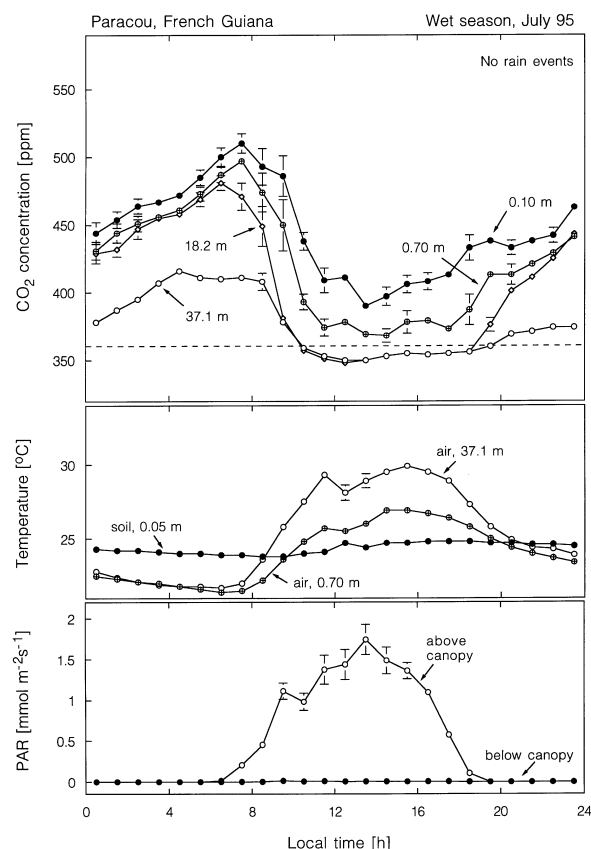 Paracou, French Guiana Wet season, July 95
No rain events
CO2 concentration [ppm]
550
500
450
400
350
0.10 m
0.70 m
18.2 m
37.1 m
Temperature [ºC]
30
25
air, 37.1 m
soil, 0.05 m
air, 0.70 m
PAR [mmol m-2s-1]
2
1.5
1
0.5
0
above
canopy
below canopy
0 4 8 12 16 20 24
Local time [h]